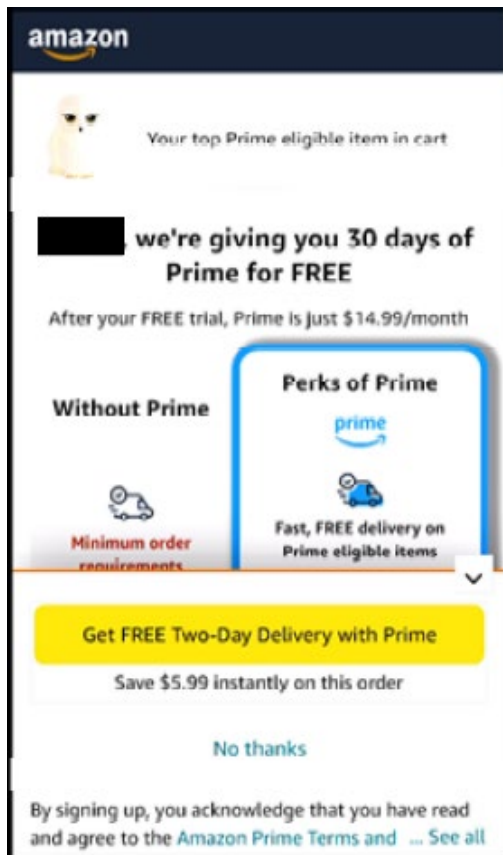 amazon
Your top Prime eligible item in cart
, we're giving you 30 days of
Prime for FREE
After your FREE trial, Prime is just $14.99/month
Without Prime
Minimum order
requirements
Perks of Prime
prime
Fast, FREE delivery on
Prime eligible items
Get FREE Two-Day Delivery with Prime
Save $5.99 instantly on this order
No thanks
By signing up, you acknowledge that you have read
and agree to the Amazon Prime Terms and ... See all